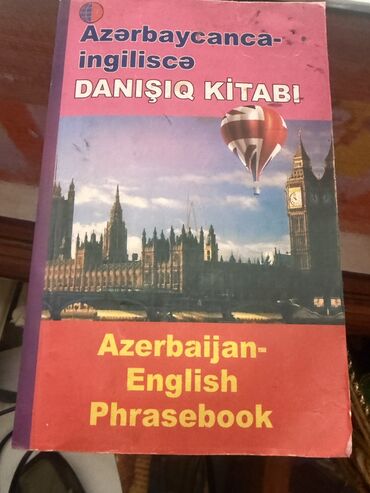 Azərbaycanca-
ingiliscə
DANIŞIQ KİTABI
Azerbaijan-
English
Phrasebook